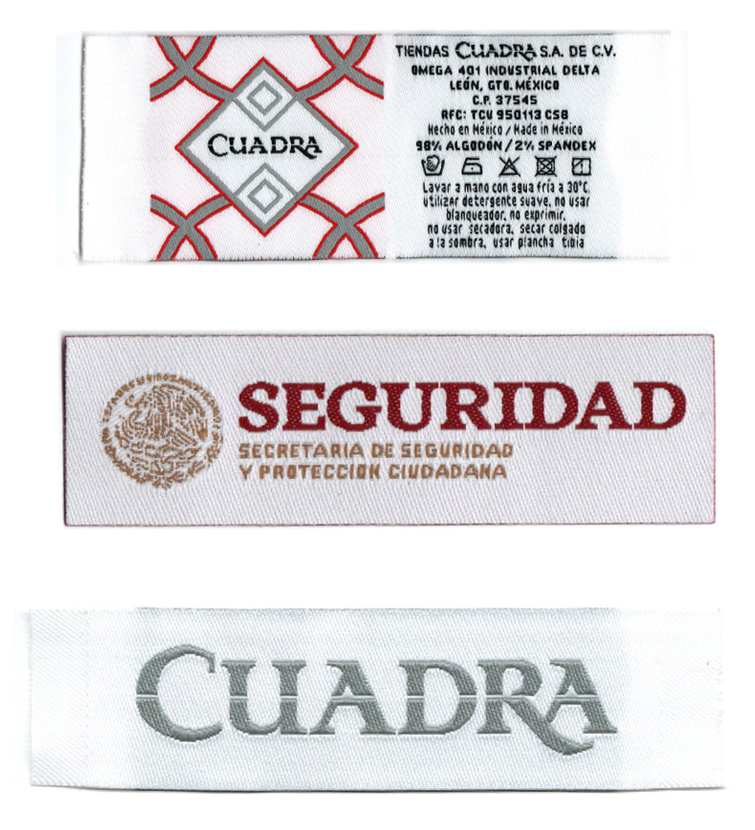 CUADRA
TIENDAS CUADRA S.A. DE C.V.
OMEGA 401 INDUSTRIAL DELTA
LEÓN, GTO. MÉXICO
C.P. 37545
RFC: TCU 950113 CS8
Hecho en México / Made in México
98% ALGODÓN / 2% SPANDEX
Lavar a mano con agua fría a 30°C,
utilizar detergente suave, no usar
blanqueador, no exprimir,
no usar secadora, secar colgado
a la sombra, usar plancha tibia
SEGURIDAD
SECRETARIA DE SEGURIDAD
Y PROTECCION CIUDADANA
CUADRA